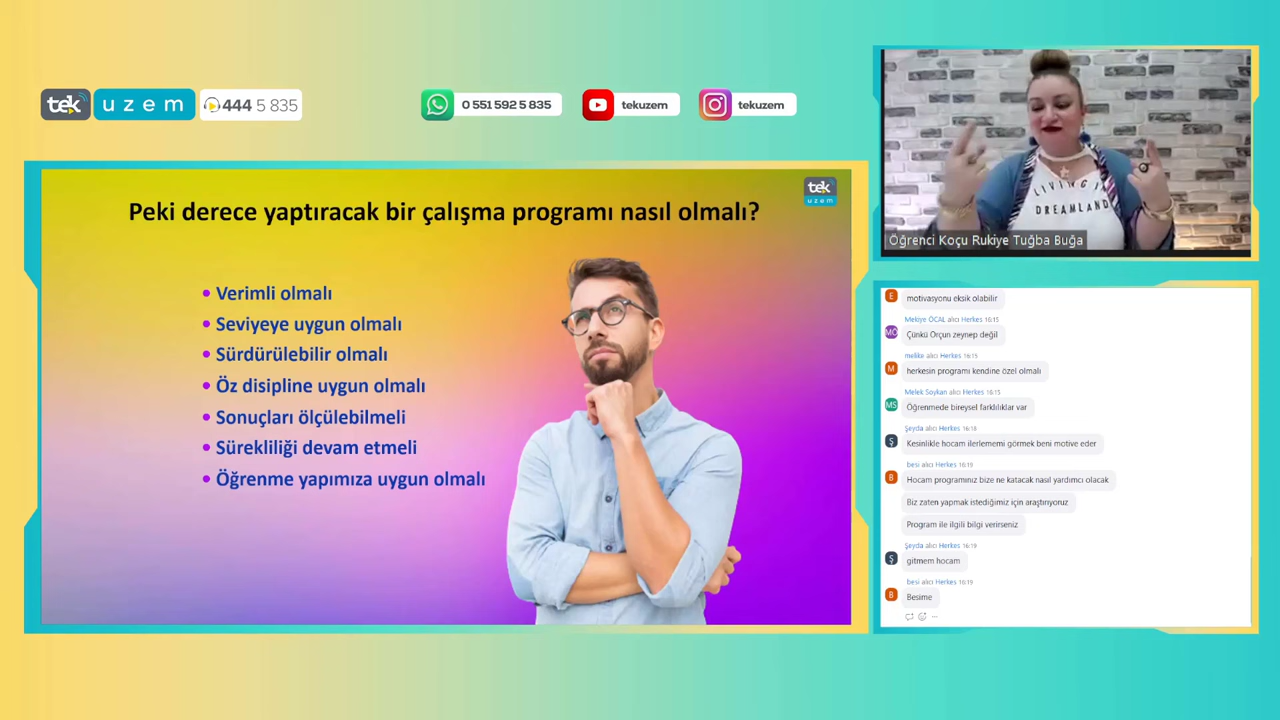 tek uzem 444 5 835
0 551 592 5 835
tekuzem
tekuzem
tek
uzem
Peki derece yaptıracak bir çalışma programı nasıl olmalı?
• Verimli olmalı
• Seviyeye uygun olmalı
• Sürdürülebilir olmalı
• Öz disipline uygun olmalı
• Sonuçları ölçülebilmeli
• Sürekliliği devam etmeli
• Öğrenme yapımıza uygun olmalı
LIVING I
DREAMLAND
Öğrenci Koçu Rukiye Tuğba Buğa
E
motivasyonu eksik olabilir
Mekiye ÖCAL alıcı Herkes 16:15
MÖ
Çünkü Orçun zeynep değil
melike alıcı Herkes 16:15
M
herkesin programı kendine özel olmalı
Melek Soykan alıcı Herkes 16:15
MS
Öğrenmede bireysel farklılıklar var
Şeyda alıcı Herkes 16:18
Ş
Kesinlikle hocam ilerlememi görmek beni motive eder
besi alıcı Herkes 16:19
B
Hocam programınız bize ne katacak nasıl yardımcı olacak
Biz zaten yapmak istediğimiz için araştırıyoruz
Program ile ilgili bilgi verirseniz
Şeyda alıcı Herkes 16:19
Ş
gitmem hocam
besi alıcı Herkes 16:19
B
Besime